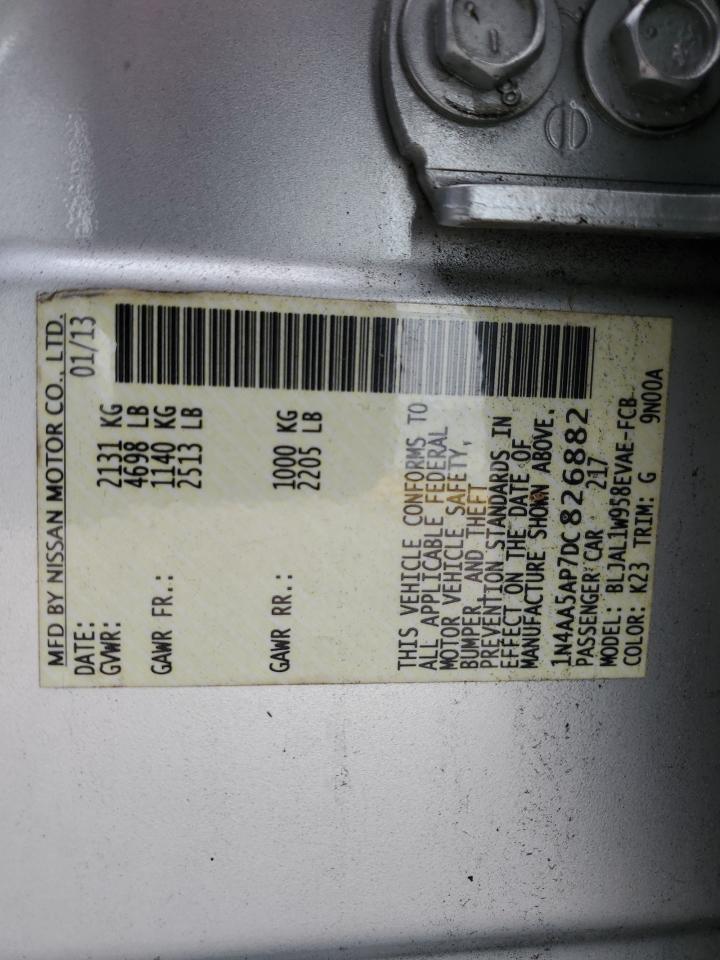 MFD BY NISSAN MOTOR CO., LTD.
DATE: 01/13
GVWR: 2131 KG
4698 LB
GAWR FR.: 1140 KG
2513 LB
GAWR RR.: 1000 KG
2205 LB
THIS VEHICLE CONFORMS TO
ALL APPLICABLE FEDERAL
MOTOR VEHICLE SAFETY,
BUMPER, AND THEFT
PREVENTION STANDARDS IN
EFFECT ON THE DATE OF
MANUFACTURE SHOWN ABOVE.
1N4AA5AP7DC826882
PASSENGER CAR 217
MODEL: BLJAL1W958EVAE-FCB
COLOR: K23 TRIM: G 9N00A
8